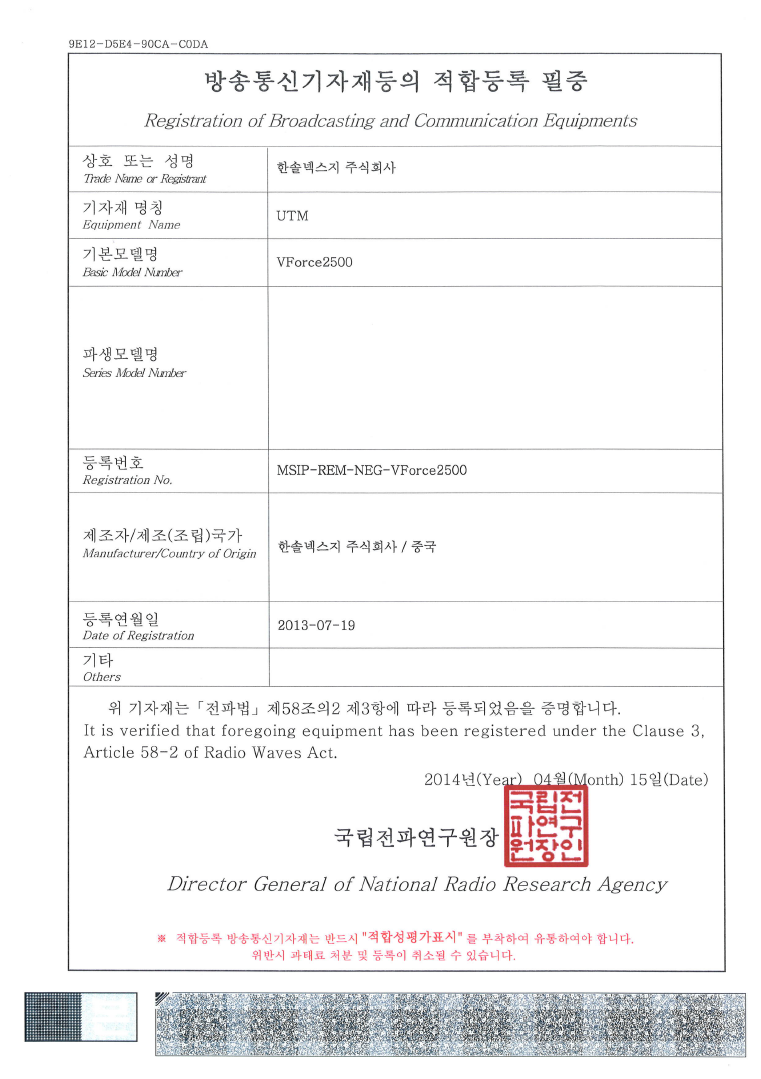 9E12-D5E4-90CA-C0DA
방송통신기자재등의 적합등록 필증
Registration of Broadcasting and Communication Equipments
상호 또는 성명
Trade Name or Registrant
한솔넥스지 주식회사
기자재 명칭
Equipment Name
UTM
기본모델명
Basic Model Number
VForce2500
파생모델명
Series Model Number
등록번호
Registration No.
MSIP-REM-NEG-VForce2500
제조자/제조(조립)국가
Manufacturer/Country of Origin
한솔넥스지 주식회사 / 중국
등록연월일
Date of Registration
2013-07-19
기타
Others
위 기자재는「전파법」제58조의2 제3항에 따라 등록되었음을 증명합니다.
It is verified that foregoing equipment has been registered under the Clause 3,
Article 58-2 of Radio Waves Act.
2014년(Year) 04월(Month) 15일(Date)
국립전파연구원장
국립전
파연구
원장인
Director General of National Radio Research Agency
※ 적합등록 방송통신기자재는 반드시 "적합성평가표시" 를 부착하여 유통하여야 합니다.
위반시 과태료 처분 및 등록이 취소될 수 있습니다.